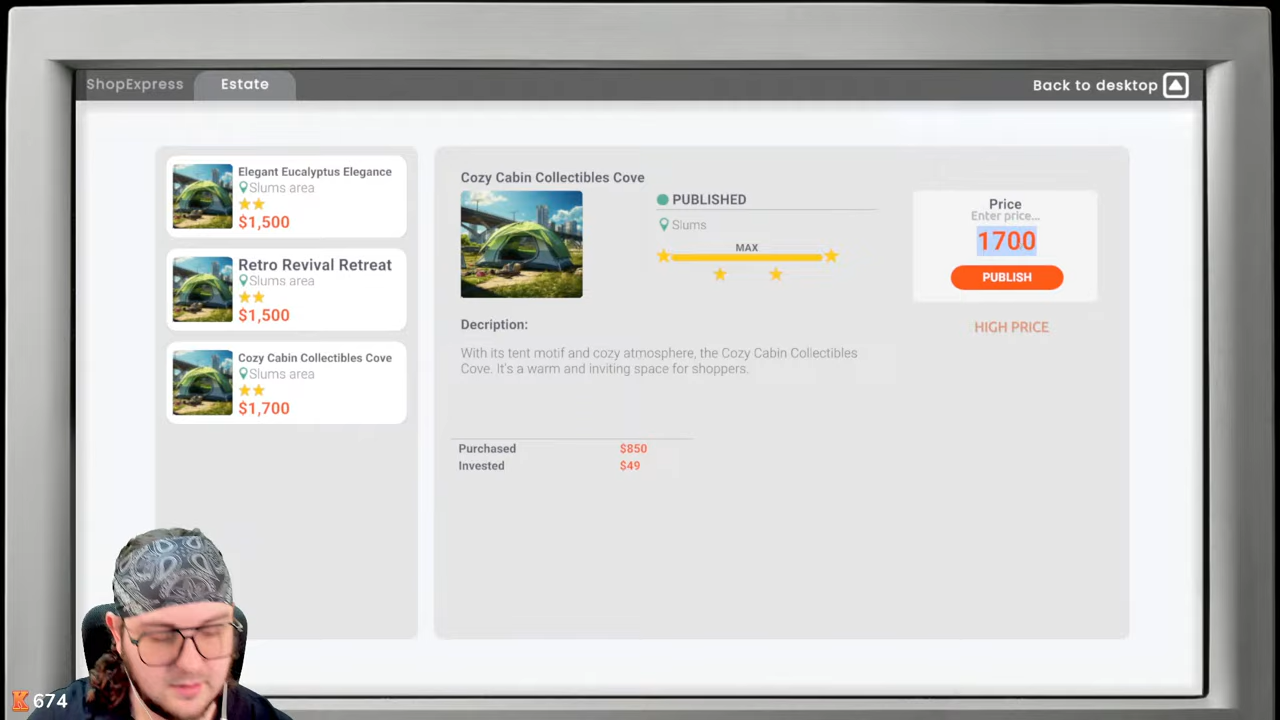 ShopExpress
Estate
Back to desktop
Elegant Eucalyptus Elegance
Slums area
$1,500
Retro Revival Retreat
Slums area
$1,500
Cozy Cabin Collectibles Cove
Slums area
$1,700
Cozy Cabin Collectibles Cove
PUBLISHED
Slums
MAX
Price
Enter price...
1700
PUBLISH
HIGH PRICE
Decription:
With its tent motif and cozy atmosphere, the Cozy Cabin Collectibles
Cove. It's a warm and inviting space for shoppers.
Purchased $850
Invested $49
K 674